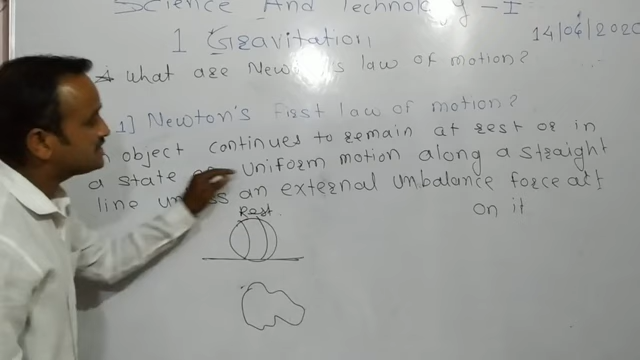 Science And Technology - I
14/04/2020
1 Gravitation
* what are New s law of motion?
1] Newton's First law of motion?
object continues to remain at rest or in
a state uniform motion along a straight
line an external unbalance force act
on it
Rest